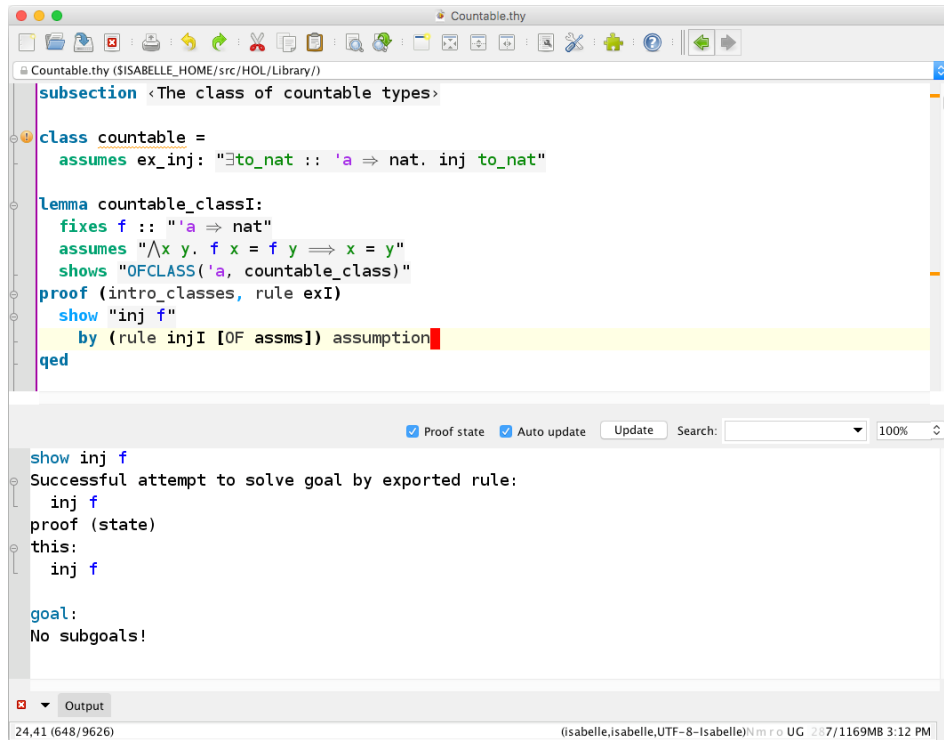 Countable.thy
Countable.thy ($ISABELLE_HOME/src/HOL/Library/)
subsection ‹The class of countable types›
class countable =
assumes ex_inj: "∃to_nat :: 'a ⇒ nat. inj to_nat"
lemma countable_classI:
fixes f :: "'a ⇒ nat"
assumes "⋀x y. f x = f y ⟹ x = y"
shows "OFCLASS('a, countable_class)"
proof (intro_classes, rule exI)
show "inj f"
by (rule injI [OF assms]) assumption
qed
Proof state Auto update Update Search: 100%
show inj f
Successful attempt to solve goal by exported rule:
inj f
proof (state)
this:
inj f
goal:
No subgoals!
Output
24,41 (648/9626) (isabelle,isabelle,UTF-8-Isabelle)N m r o UG 287/1169MB 3:12 PM